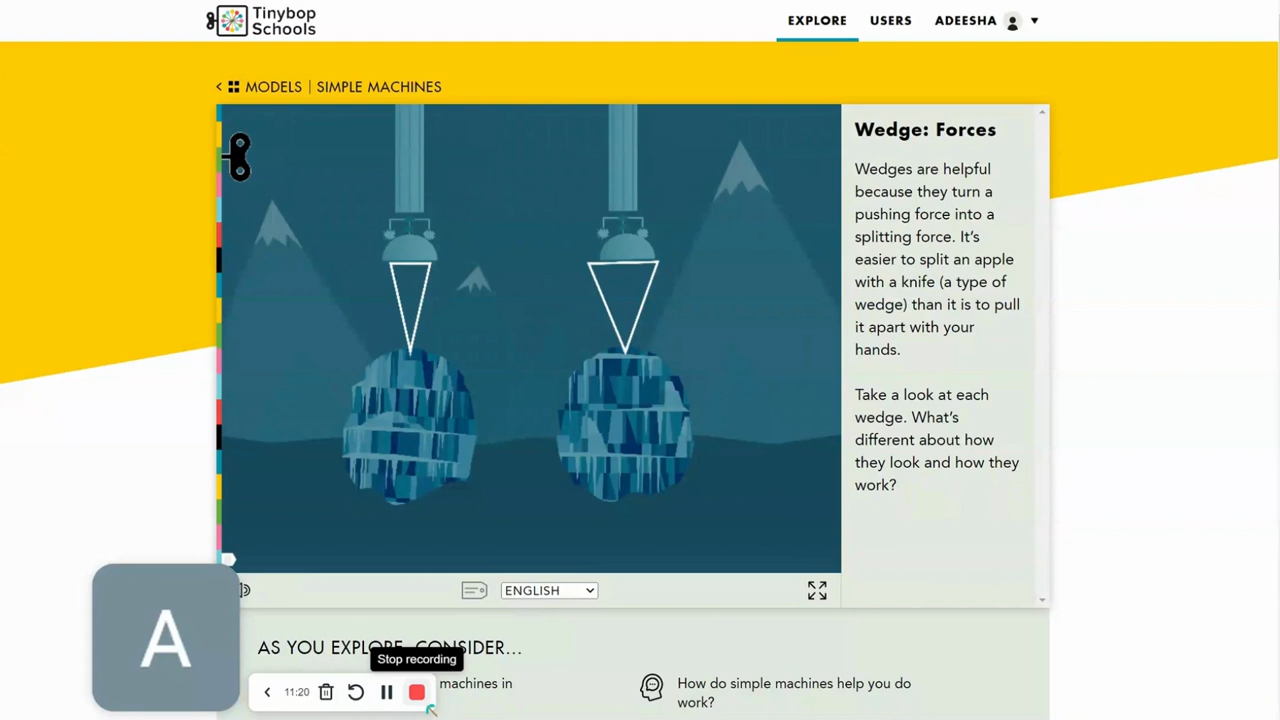 Tinybop
Schools
EXPLORE USERS ADEESHA
MODELS | SIMPLE MACHINES
Wedge: Forces
Wedges are helpful
because they turn a
pushing force into a
splitting force. It's
easier to split an apple
with a knife (a type of
wedge) than it is to pull
it apart with your
hands.
Take a look at each
wedge. What's
different about how
they look and how they
work?
ENGLISH
A
AS YOU EXPLORE, CONSIDER...
Stop recording
11:20
machines in
How do simple machines help you do
work?